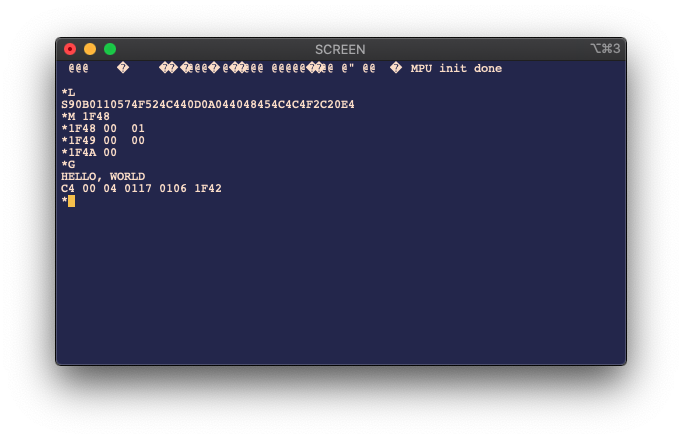 SCREEN
⌥⌘3
@@@ � ��@@@�@��@@ @@@@@��@@ @" @@ � MPU init done
*L
S90B0110574F524C440D0A044048454C4C4F2C20E4
*M 1F48
*1F48 00 01
*1F49 00 00
*1F4A 00
*G
HELLO, WORLD
C4 00 04 0117 0106 1F42
*